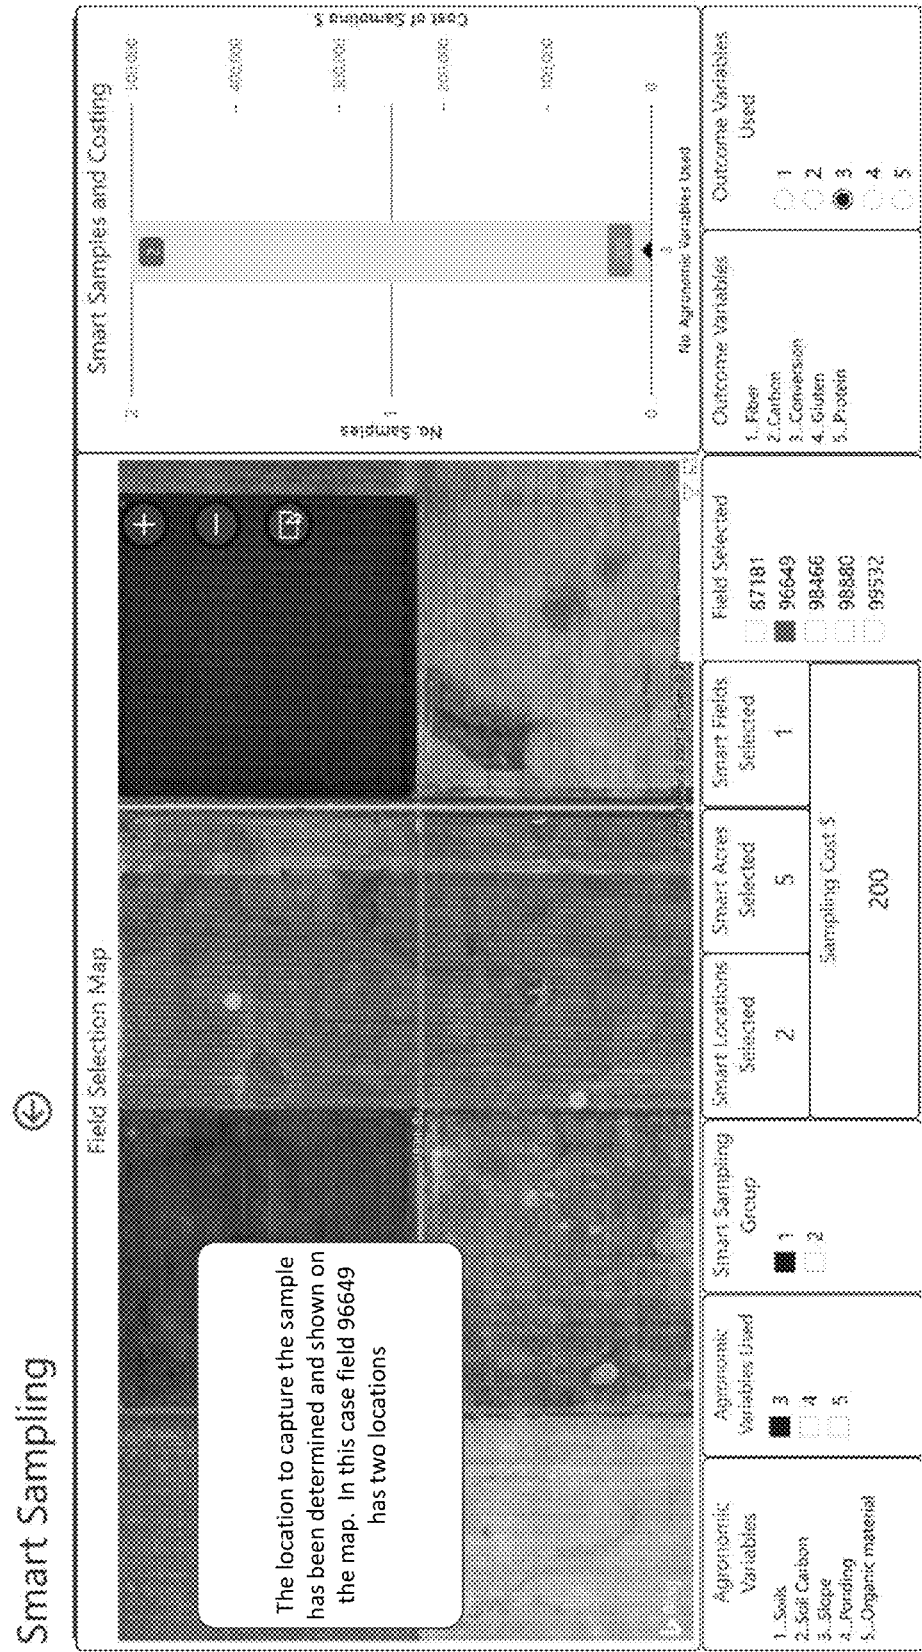 Smart Sampling
Field Selection Map
The location to capture the sample
has been determined and shown on
the map. In this case field 96649
has two locations
Smart Samples and Costing
No. Samples
2
1
0
Cost of Sampling $
500,000
400,000
300,000
200,000
100,000
0
2
3
No. Agronomic Variables Used
Agronomic
Variables
1..Soils
2.Soil Carbon
3..Slope
4..Ponding
5..Organic material
Agronomic
Variables Used
3
4
5
Smart Sampling
Group
1
2
Smart Locations
Selected
2
Smart Acres
Selected
5
Smart Fields
Selected
1
Sampling Cost $
200
Field Selected
87181
96649
98466
98880
99532
Outcome Variables
1..Fiber
2.Carbon
3..Conversion
4..Gluten
5..Protein
Outcome Variables
Used
1
2
3
4
5